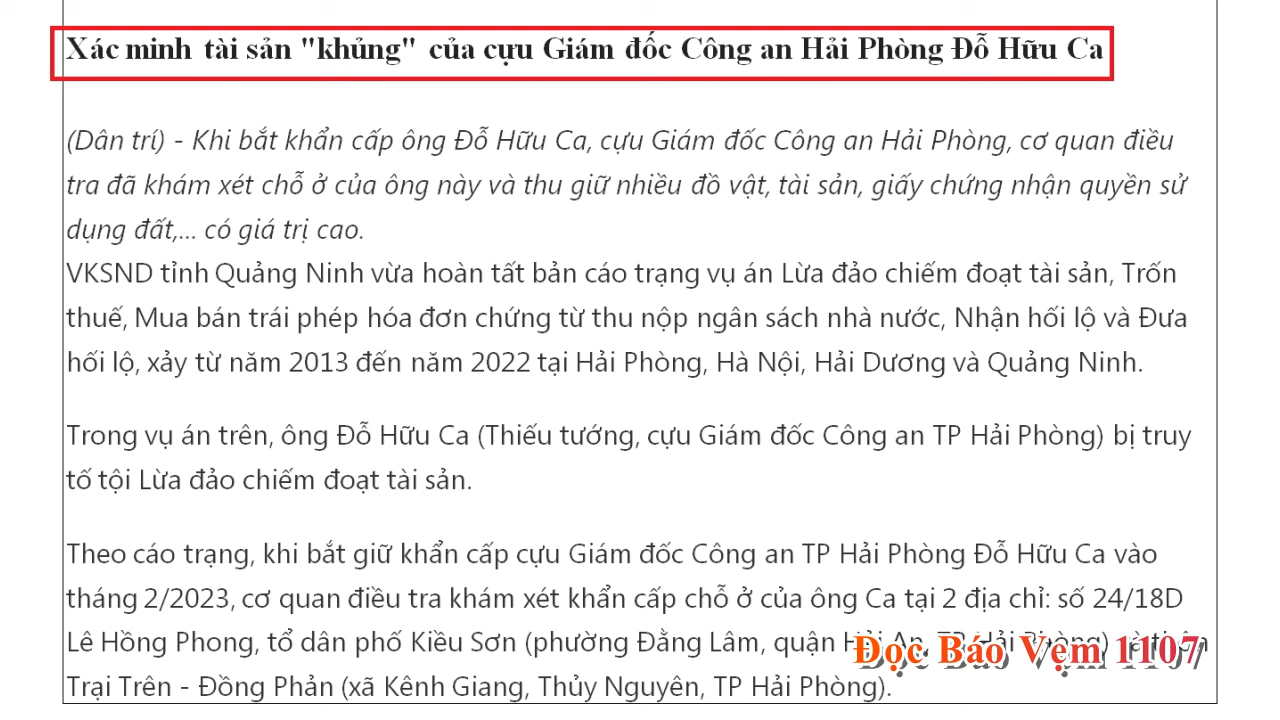 Xác minh tài sản "khủng" của cựu Giám đốc Công an Hải Phòng Đỗ Hữu Ca
(Dân trí) - Khi bắt khẩn cấp ông Đỗ Hữu Ca, cựu Giám đốc Công an Hải Phòng, cơ quan điều
tra đã khám xét chỗ ở của ông này và thu giữ nhiều đồ vật, tài sản, giấy chứng nhận quyền sử
dụng đất,... có giá trị cao.
VKSND tỉnh Quảng Ninh vừa hoàn tất bản cáo trạng vụ án Lừa đảo chiếm đoạt tài sản, Trốn
thuế, Mua bán trái phép hóa đơn chứng từ thu nộp ngân sách nhà nước, Nhận hối lộ và Đưa
hối lộ, xảy từ năm 2013 đến năm 2022 tại Hải Phòng, Hà Nội, Hải Dương và Quảng Ninh.
Trong vụ án trên, ông Đỗ Hữu Ca (Thiếu tướng, cựu Giám đốc Công an TP Hải Phòng) bị truy
tố tội Lừa đảo chiếm đoạt tài sản.
Theo cáo trạng, khi bắt giữ khẩn cấp cựu Giám đốc Công an TP Hải Phòng Đỗ Hữu Ca vào
tháng 2/2023, cơ quan điều tra khám xét khẩn cấp chỗ ở của ông Ca tại 2 địa chỉ: số 24/18D
Lê Hồng Phong, tổ dân phố Kiều Sơn (phường Đằng Lâm, quận Hải An, TP Hải Phòng) và thôn
Trại Trên - Đồng Phản (xã Kênh Giang, Thủy Nguyên, TP Hải Phòng).
Đọc Báo Vẹm 1107